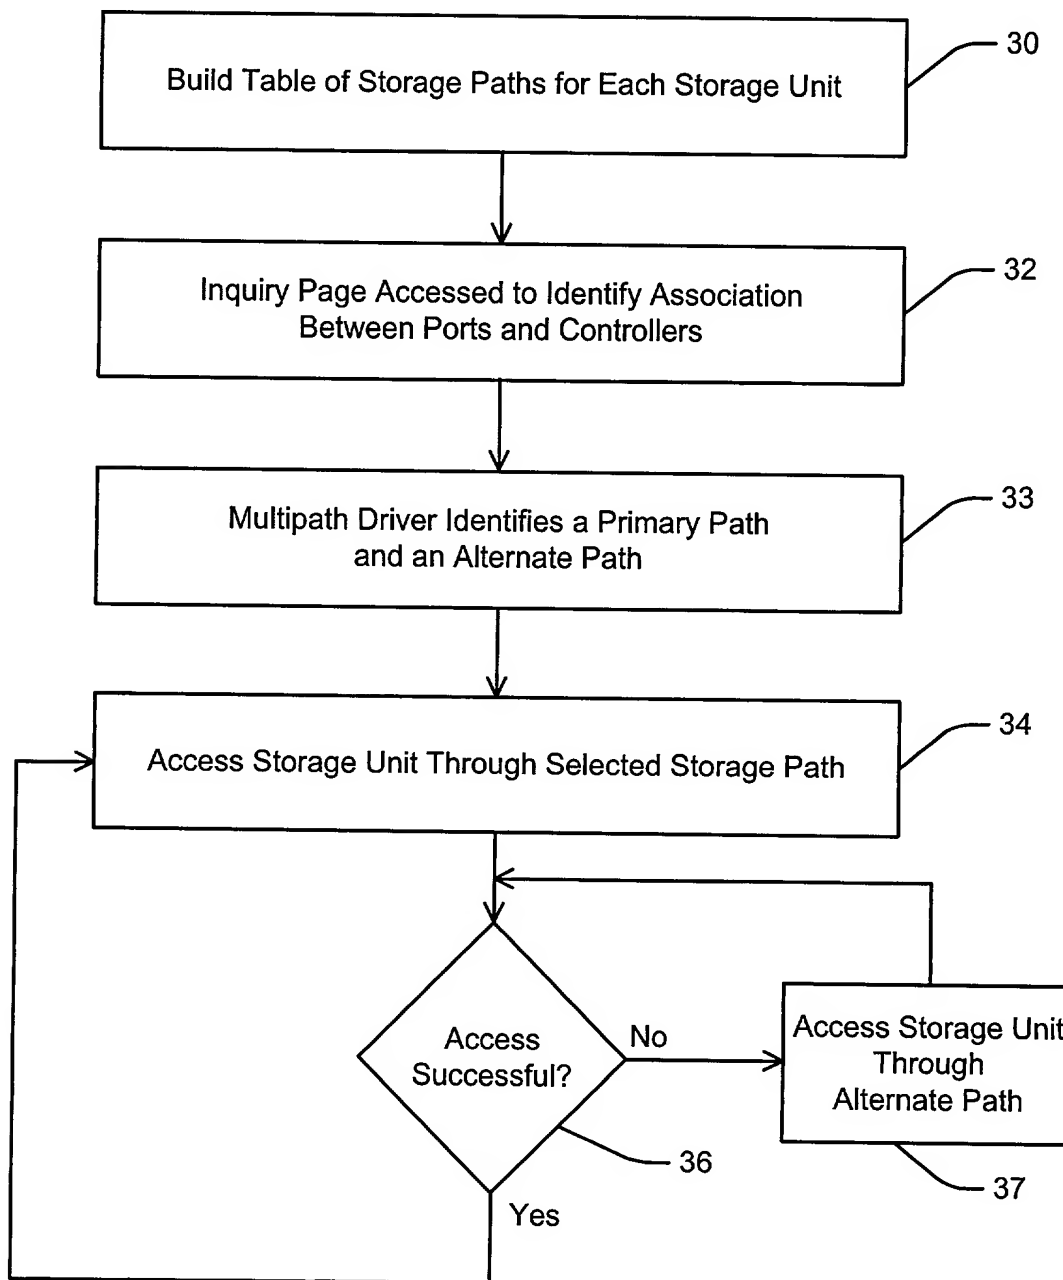 30
Build Table of Storage Paths for Each Storage Unit
32
Inquiry Page Accessed to Identify Association
Between Ports and Controllers
33
Multipath Driver Identifies a Primary Path
and an Alternate Path
34
Access Storage Unit Through Selected Storage Path
Access
Successful?
No
Access Storage Unit
Through
Alternate Path
36
37
Yes